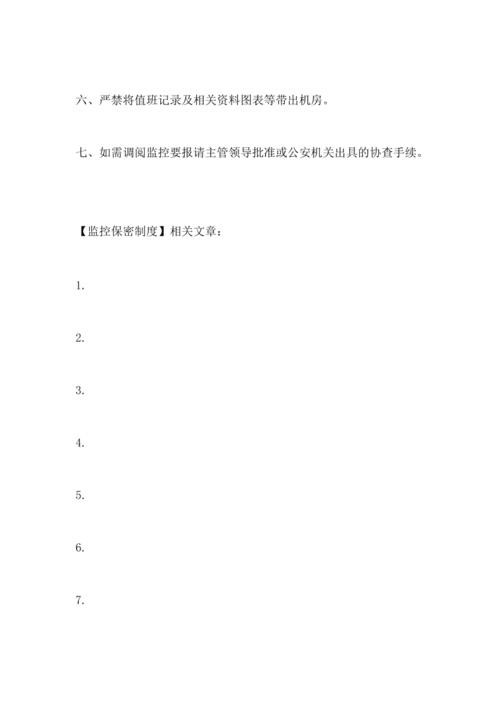 六、严禁将值班记录及相关资料图表等带出机房。
七、如需调阅监控要报请主管领导批准或公安机关出具的协查手续。
【监控保密制度】相关文章：
1.
2.
3.
4.
5.
6.
7.